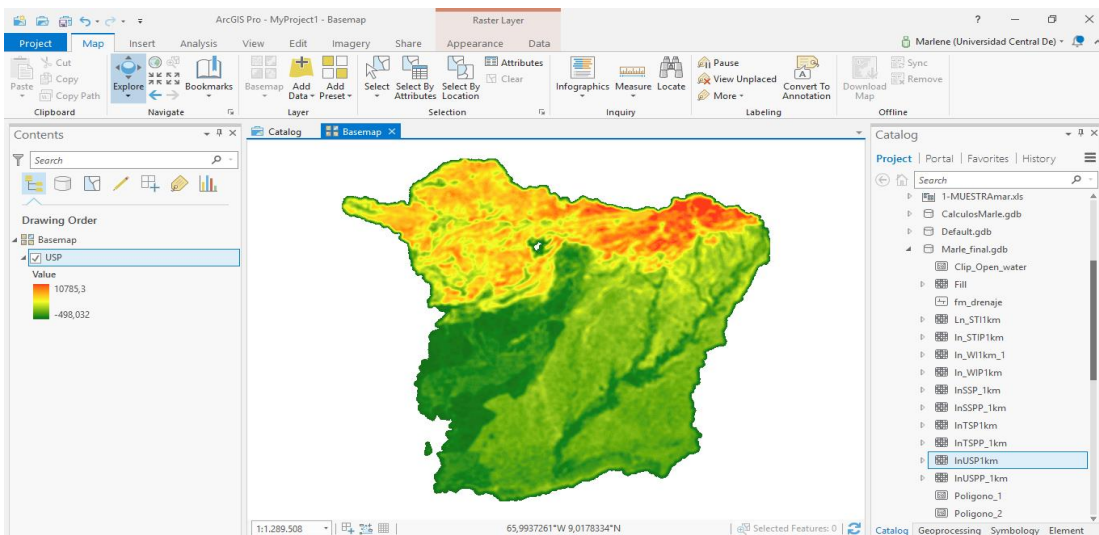 ArcGIS Pro - MyProject1 - Basemap
Raster Layer
?
Project Map Insert Analysis View Edit Imagery Share Appearance Data
Marlene (Universidad Central De)
Paste
Cut
Copy
Copy Path
Clipboard
Explore
Bookmarks
Navigate
Basemap
Add Data
Add Preset
Layer
Select
Select By Attributes
Select By Location
Attributes
Clear
Selection
Infographics
Measure
Locate
Inquiry
Pause
View Unplaced
More
Convert To Annotation
Labeling
Download Map
Sync
Remove
Offline
Contents
Search
Drawing Order
Basemap
USP
Value
10785,3
-498,032
Catalog
Basemap
1:1.289.508
65,9937261°W 9,0178334°N
Selected Features: 0
Catalog
Project | Portal | Favorites | History
Search
1-MUESTRAmar.xls
CalculosMarle.gdb
Default.gdb
Marle_final.gdb
Clip_Open_water
Fill
fm_drenaje
Ln_STI1km
ln_STIP1km
ln_WI1km_1
ln_WIP1km
lnSSP_1km
lnSSPP_1km
lnTSP1km
lnTSPP_1km
lnUSP1km
lnUSPP_1km
Poligono_1
Poligono_2
Catalog Geoprocessing Symbology Element